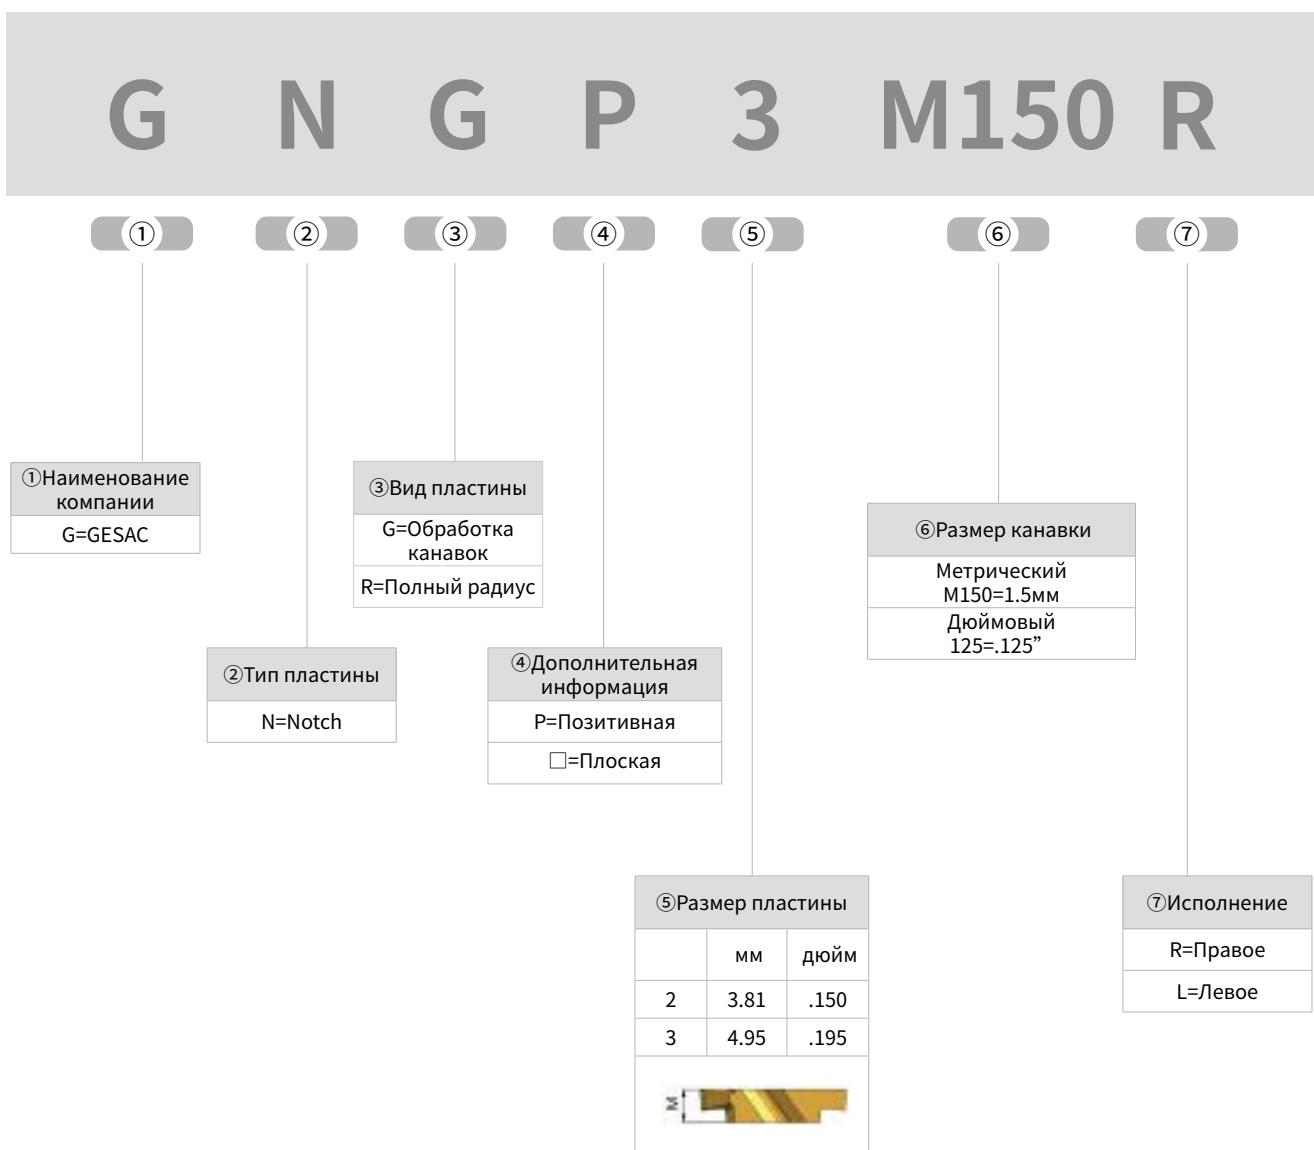 G N G P 3 M150 R
① ② ③ ④ ⑤ ⑥ ⑦
①Наименование
компании
G=GESAC
②Тип пластины
N=Notch
③Вид пластины
G=Обработка
канавок
R=Полный радиус
④Дополнительная
информация
P=Позитивная
□=Плоская
⑤Размер пластины
мм дюйм
2 3.81 .150
3 4.95 .195
M
⑥Размер канавки
Метрический
M150=1.5мм
Дюймовый
125=.125”
⑦Исполнение
R=Правое
L=Левое